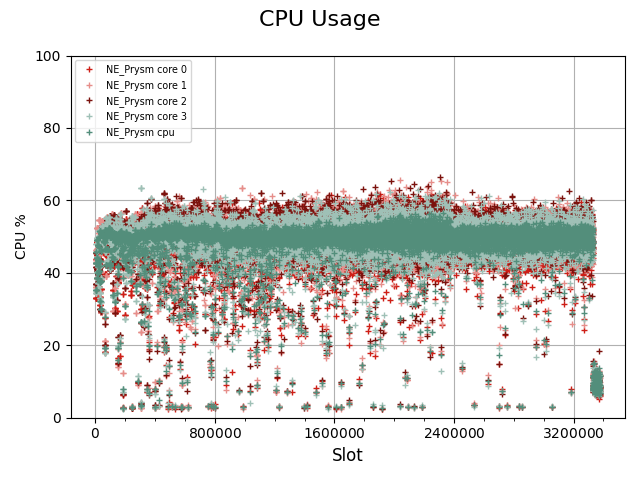 CPU Usage
100
80
60
40
20
0
CPU %
NE_Prysm core 0
NE_Prysm core 1
NE_Prysm core 2
NE_Prysm core 3
NE_Prysm cpu
0 800000 1600000 2400000 3200000
Slot